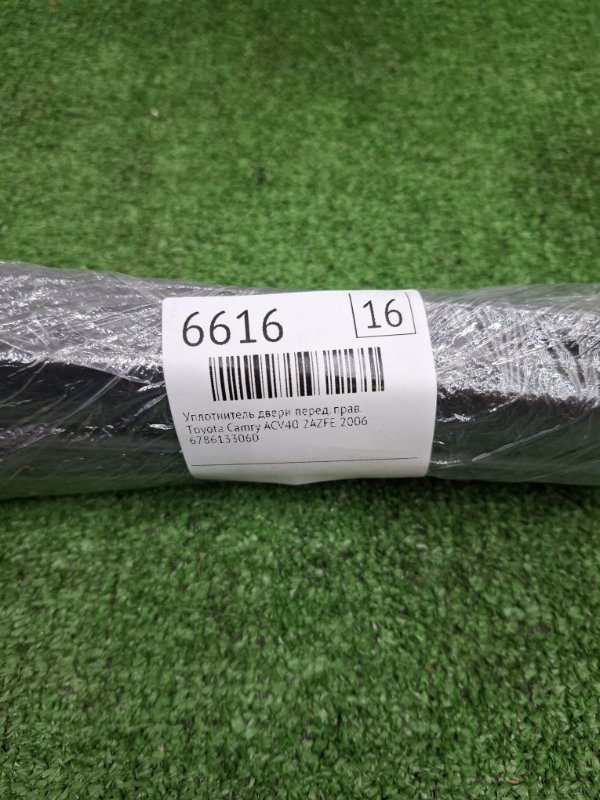 6616
16
Уплотнитель двери перед. прав.
Toyota Camry ACV40 2AZFE 2006
6786133060